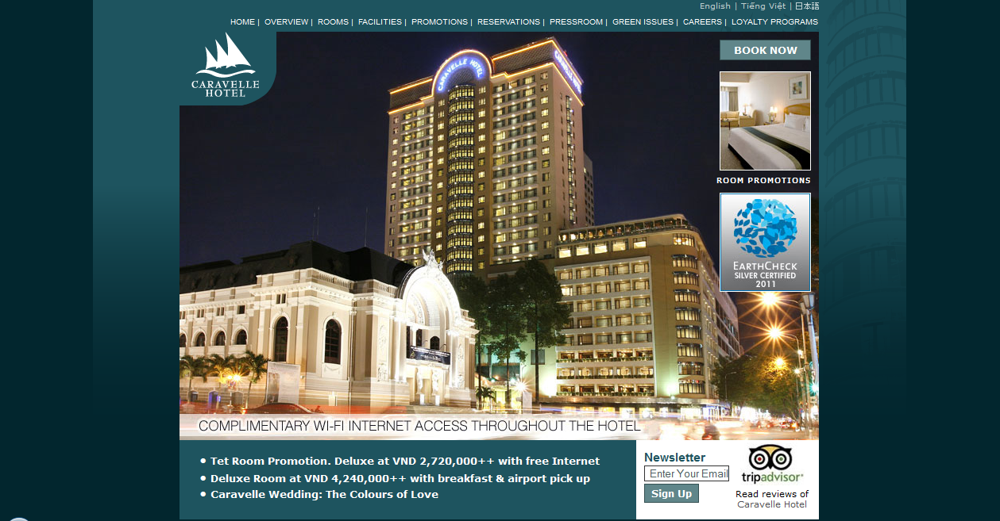 English | Tiếng Việt | 日本語
HOME | OVERVIEW | ROOMS | FACILITIES | PROMOTIONS | RESERVATIONS | PRESSROOM | GREEN ISSUES | CAREERS | LOYALTY PROGRAMS
CARAVELLE
HOTEL
CARAVELLE HOTEL
CARAVELLE HOTEL
BOOK NOW
ROOM PROMOTIONS
EARTHCHECK
SILVER CERTIFIED
2011
COMPLIMENTARY WI-FI INTERNET ACCESS THROUGHOUT THE HOTEL
• Tet Room Promotion. Deluxe at VND 2,720,000++ with free Internet
• Deluxe Room at VND 4,240,000++ with breakfast & airport pick up
• Caravelle Wedding: The Colours of Love
Newsletter
Enter Your Email
Sign Up
tripadvisor®
Read reviews of
Caravelle Hotel